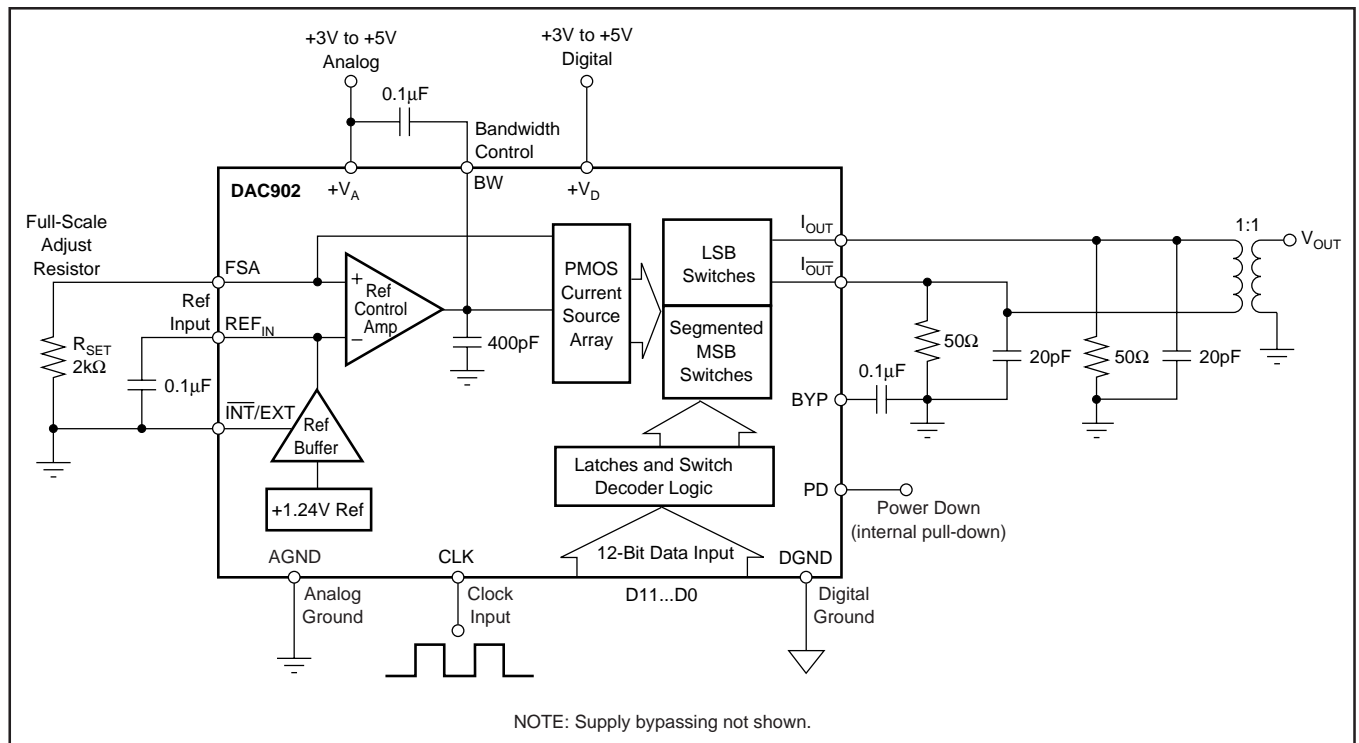 +3V to +5V
Analog
+3V to +5V
Digital
0.1µF
Bandwidth
Control
DAC902
+VA
BW
+VD
Full-Scale
Adjust
Resistor
FSA
Ref
Input
REFIN
RSET
2kΩ
0.1µF
INT/EXT
+
Ref
Control
Amp
–
400pF
PMOS
Current
Source
Array
LSB
Switches
Segmented
MSB
Switches
IOUT
IOUT
1:1
VOUT
50Ω
20pF
50Ω
20pF
0.1µF
BYP
Ref
Buffer
+1.24V Ref
Latches and Switch
Decoder Logic
PD
Power Down
(internal pull-down)
12-Bit Data Input
AGND
CLK
DGND
Analog
Ground
Clock
Input
D11...D0
Digital
Ground
NOTE: Supply bypassing not shown.